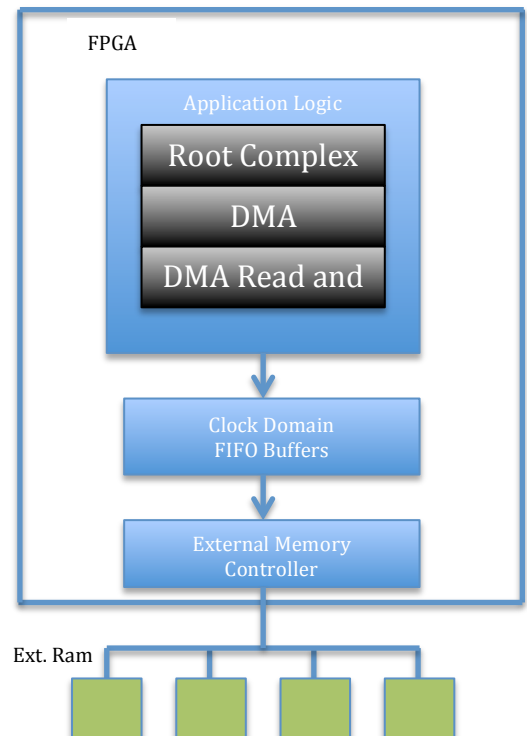 FPGA
Application Logic
Root Complex
DMA
DMA Read and
Clock Domain
FIFO Buffers
External Memory
Controller
Ext. Ram